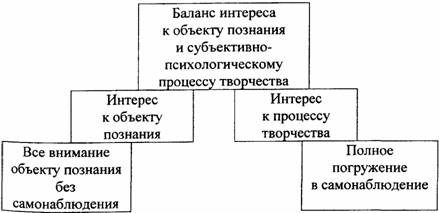 Баланс интереса
к объекту познания
и субъективно-
психологическому
процессу творчества
Интерес
к объекту
познания
Интерес
к процессу
творчества
Все внимание
объекту познания
без
самонаблюдения
Полное
погружение
в самонаблюдение